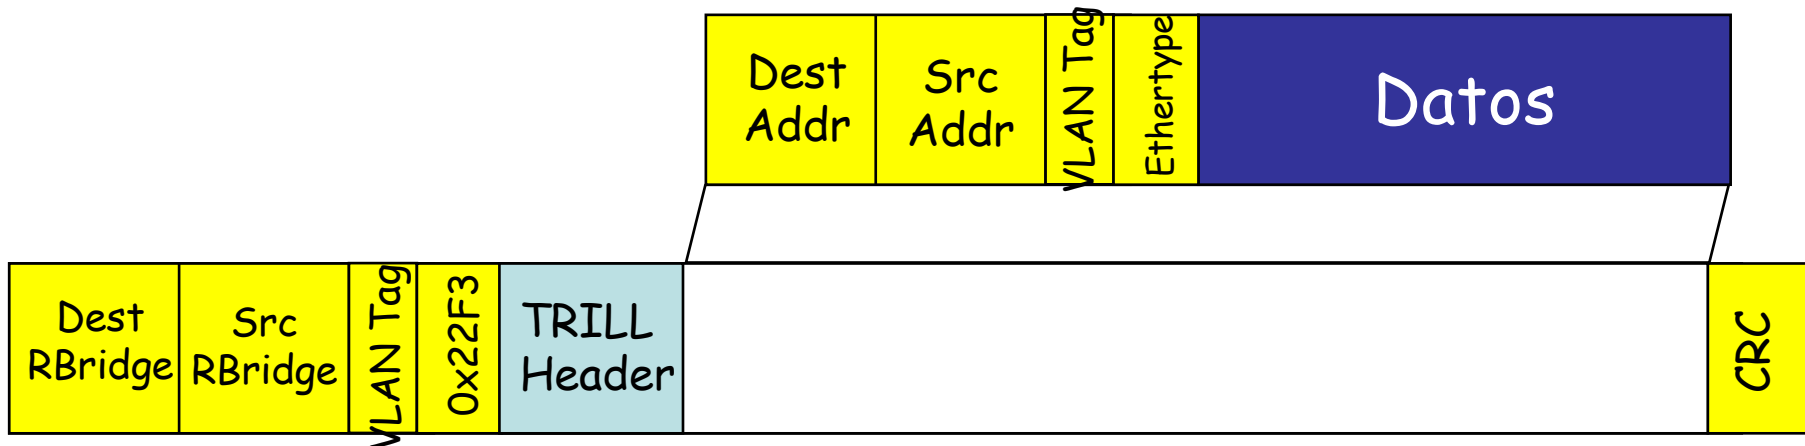 Dest
Addr
Src
Addr
VLAN Tag
Ethertype
Datos
Dest
RBridge
Src
RBridge
VLAN Tag
0x22F3
TRILL
Header
CRC